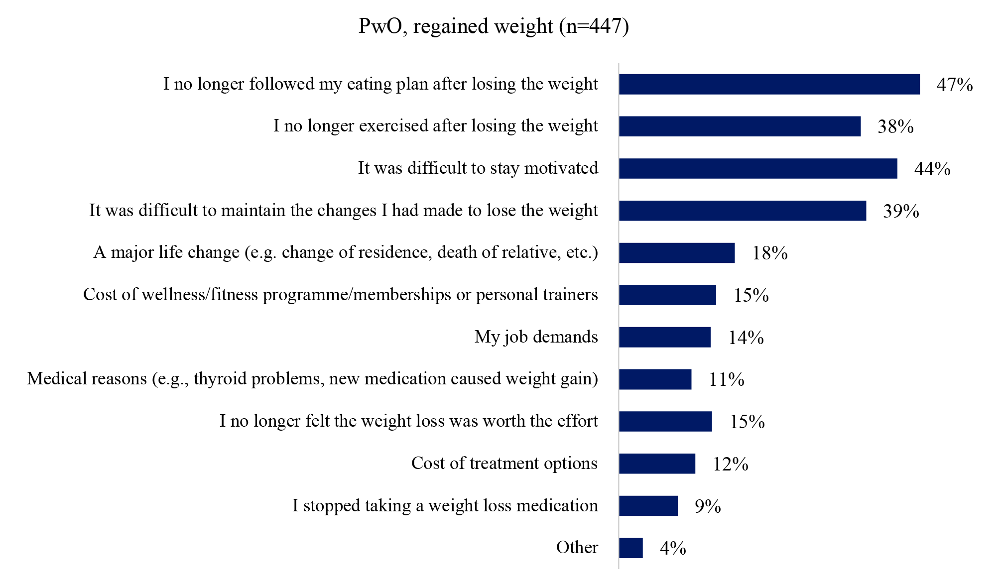 PwO, regained weight (n=447)
I no longer followed my eating plan after losing the weight 47%
I no longer exercised after losing the weight 38%
It was difficult to stay motivated 44%
It was difficult to maintain the changes I had made to lose the weight 39%
A major life change (e.g. change of residence, death of relative, etc.) 18%
Cost of wellness/fitness programme/memberships or personal trainers 15%
My job demands 14%
Medical reasons (e.g., thyroid problems, new medication caused weight gain) 11%
I no longer felt the weight loss was worth the effort 15%
Cost of treatment options 12%
I stopped taking a weight loss medication 9%
Other 4%